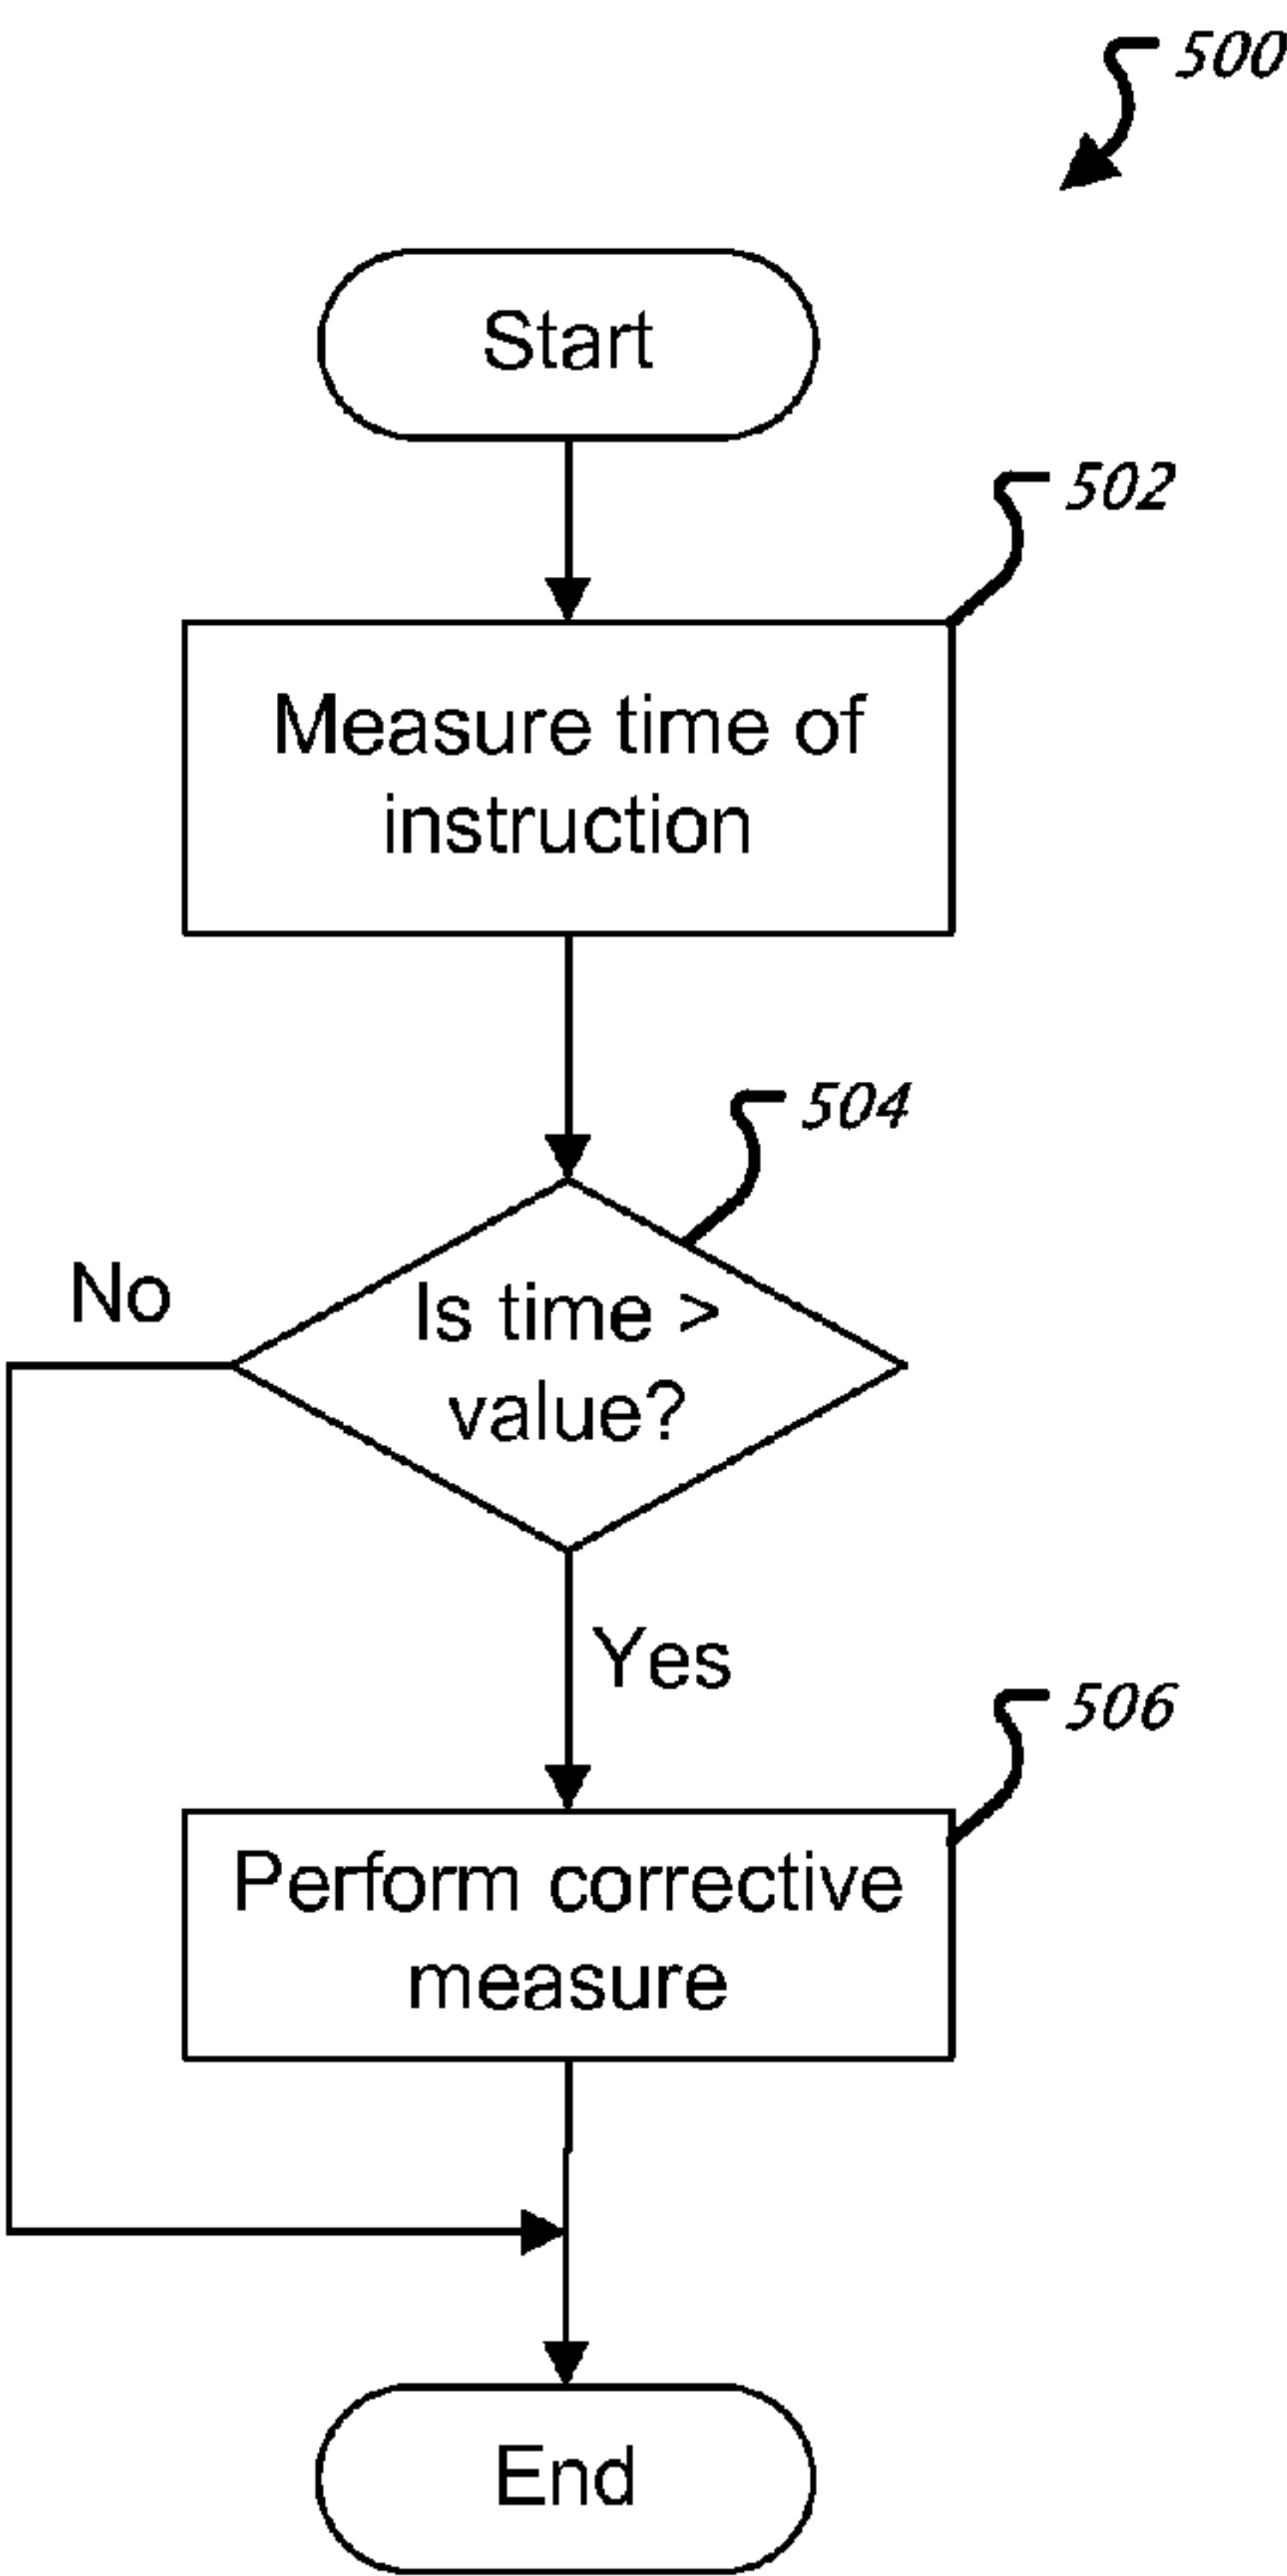 500
Start
502
Measure time of
instruction
504
No
Is time >
value?
Yes
506
Perform corrective
measure
End